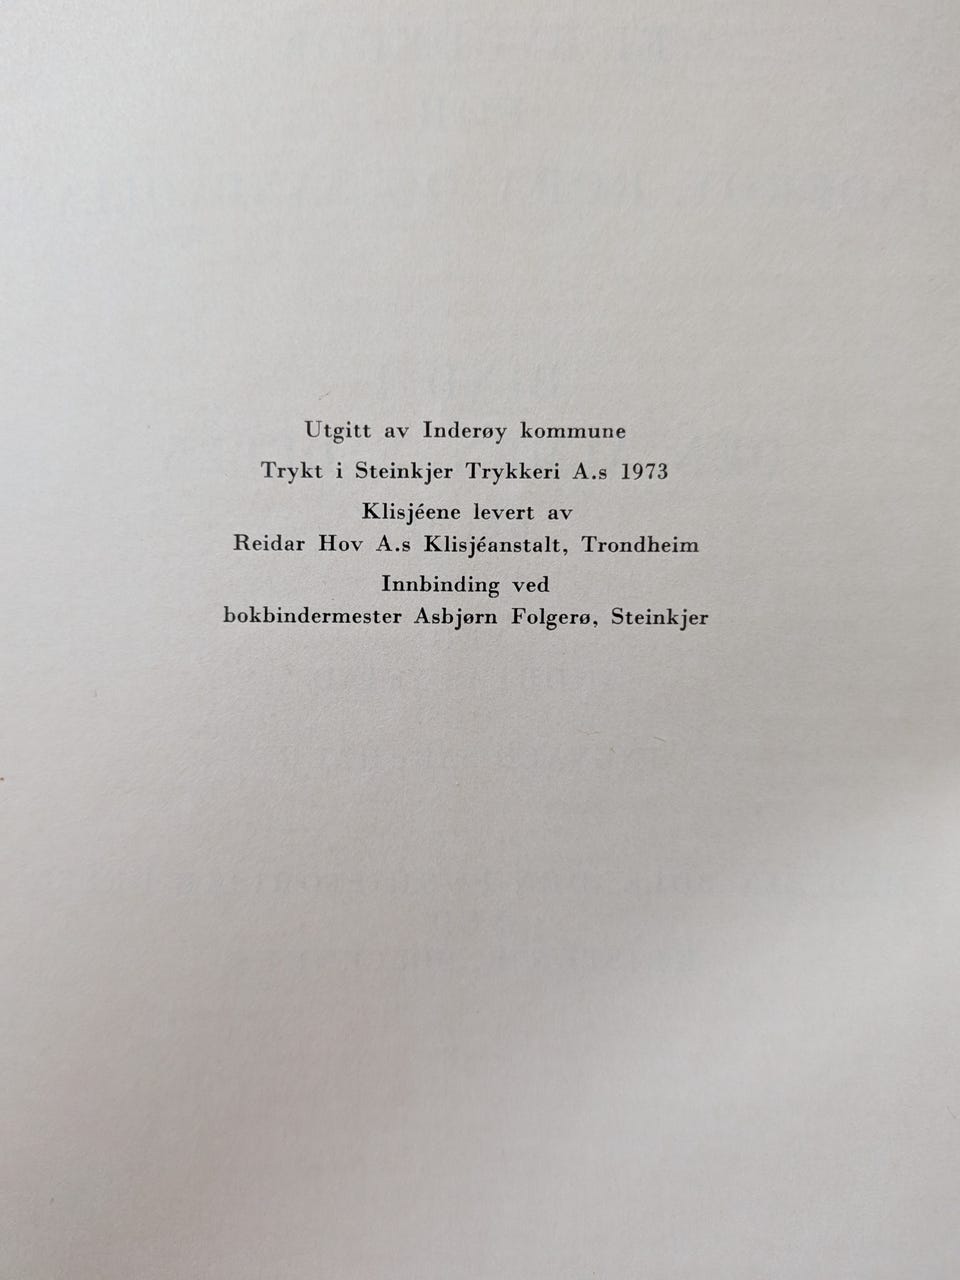 Utgitt av Inderøy kommune
Trykt i Steinkjer Trykkeri A.s 1973
Klisjéene levert av
Reidar Hov A.s Klisjéanstalt, Trondheim
Innbinding ved
bokbindermester Asbjørn Folgerø, Steinkjer